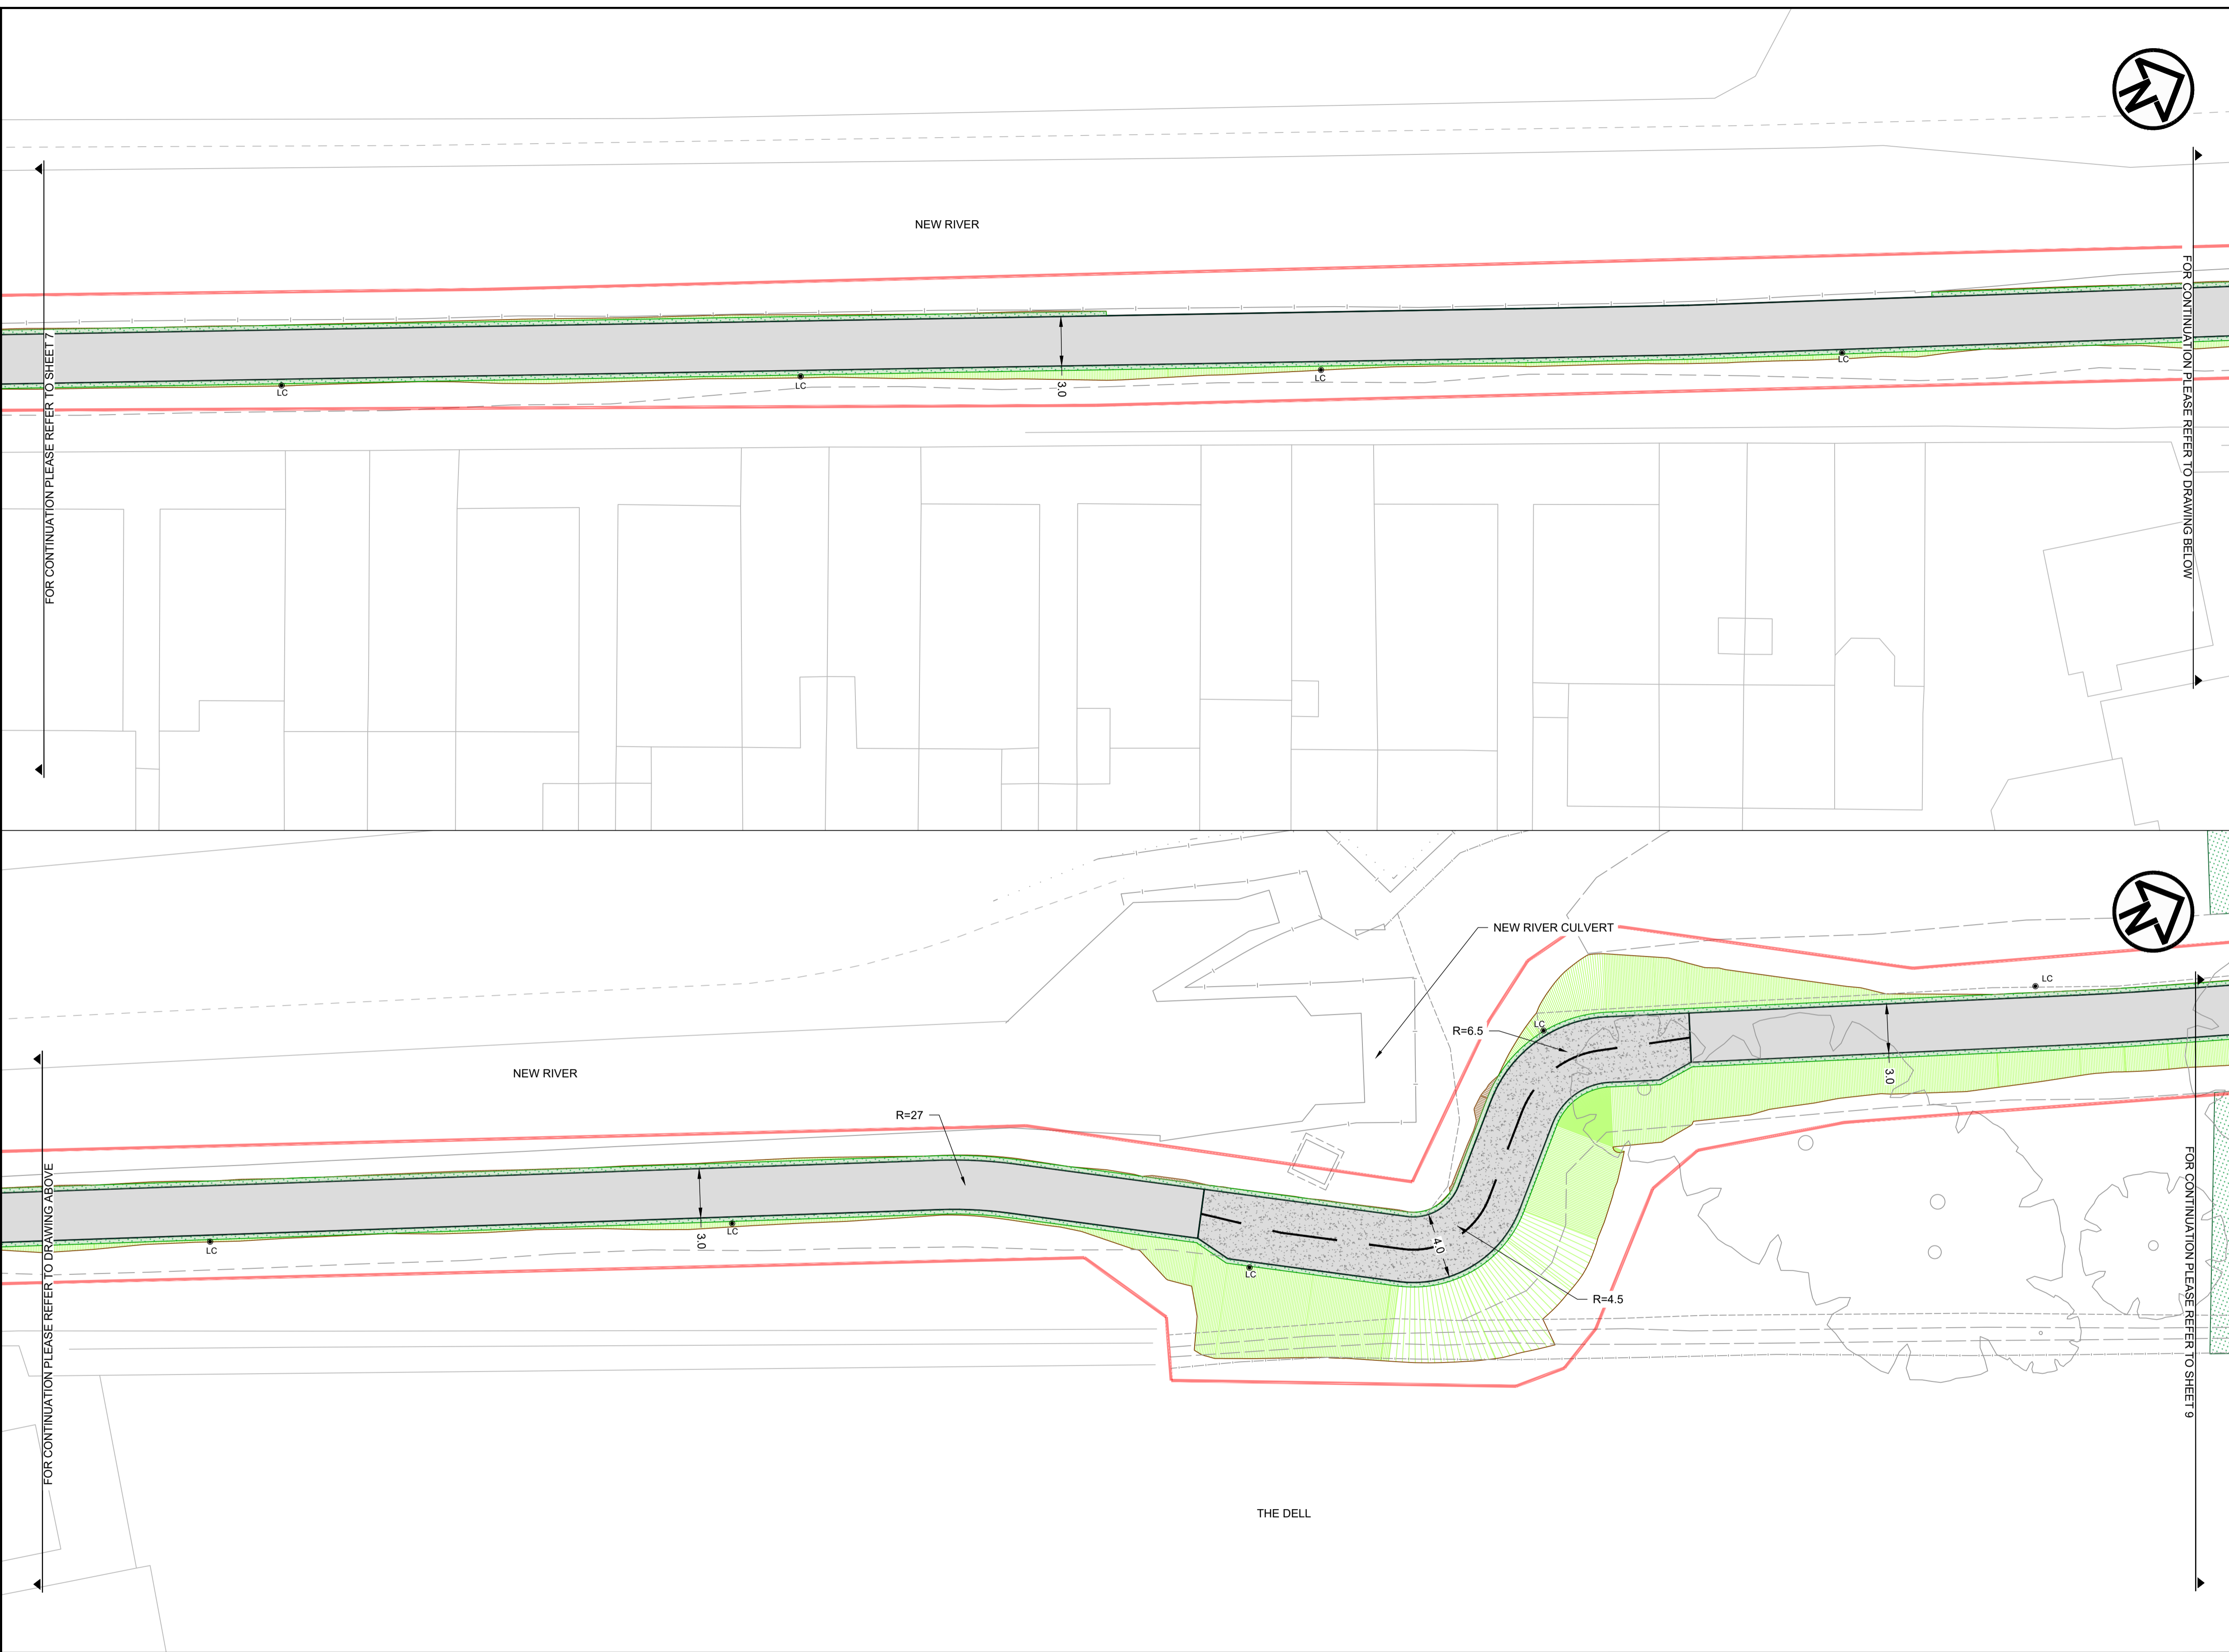 N
NEW RIVER
FOR CONTINUATION PLEASE REFER TO SHEET 7
FOR CONTINUATION PLEASE REFER TO DRAWING BELOW
LC
LC
3.0
LC
LC
N
NEW RIVER CULVERT
LC
R=6.5
LC
NEW RIVER
3.0
R=27
FOR CONTINUATION PLEASE REFER TO DRAWING ABOVE
FOR CONTINUATION PLEASE REFER TO SHEET 9
LC
3.0
LC
4.0
LC
R=4.5
THE DELL